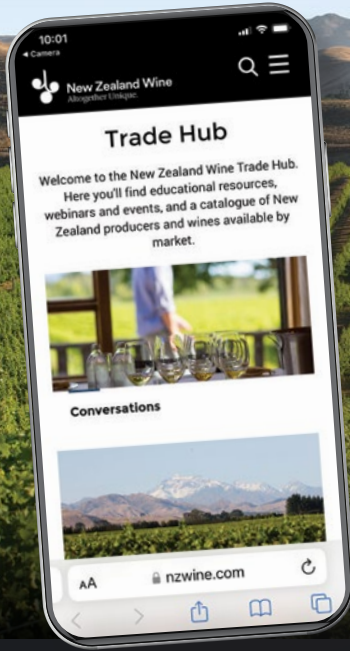 10:01
◄ Camera
New Zealand Wine
Altogether Unique.
Trade Hub
Welcome to the New Zealand Wine Trade Hub.
Here you'll find educational resources,
webinars and events, and a catalogue of New
Zealand producers and wines available by
market.
Conversations
AA
nzwine.com